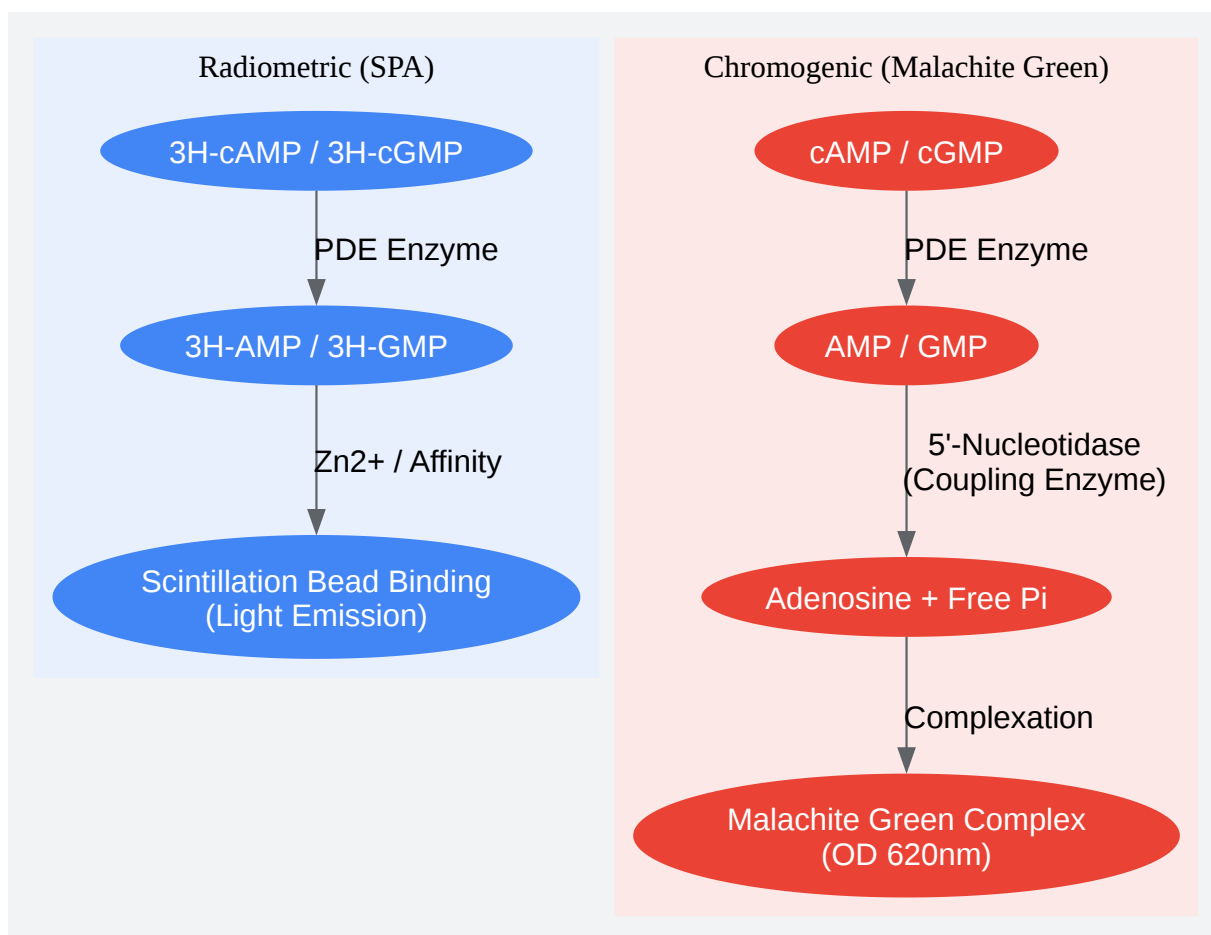 Radiometric (SPA)
3H-cAMP / 3H-cGMP
PDE Enzyme
3H-AMP / 3H-GMP
Zn2+ / Affinity
Scintillation Bead Binding
(Light Emission)
Chromogenic (Malachite Green)
cAMP / cGMP
PDE Enzyme
AMP / GMP
5'-Nucleotidase
(Coupling Enzyme)
Adenosine + Free Pi
Complexation
Malachite Green Complex
(OD 620nm)